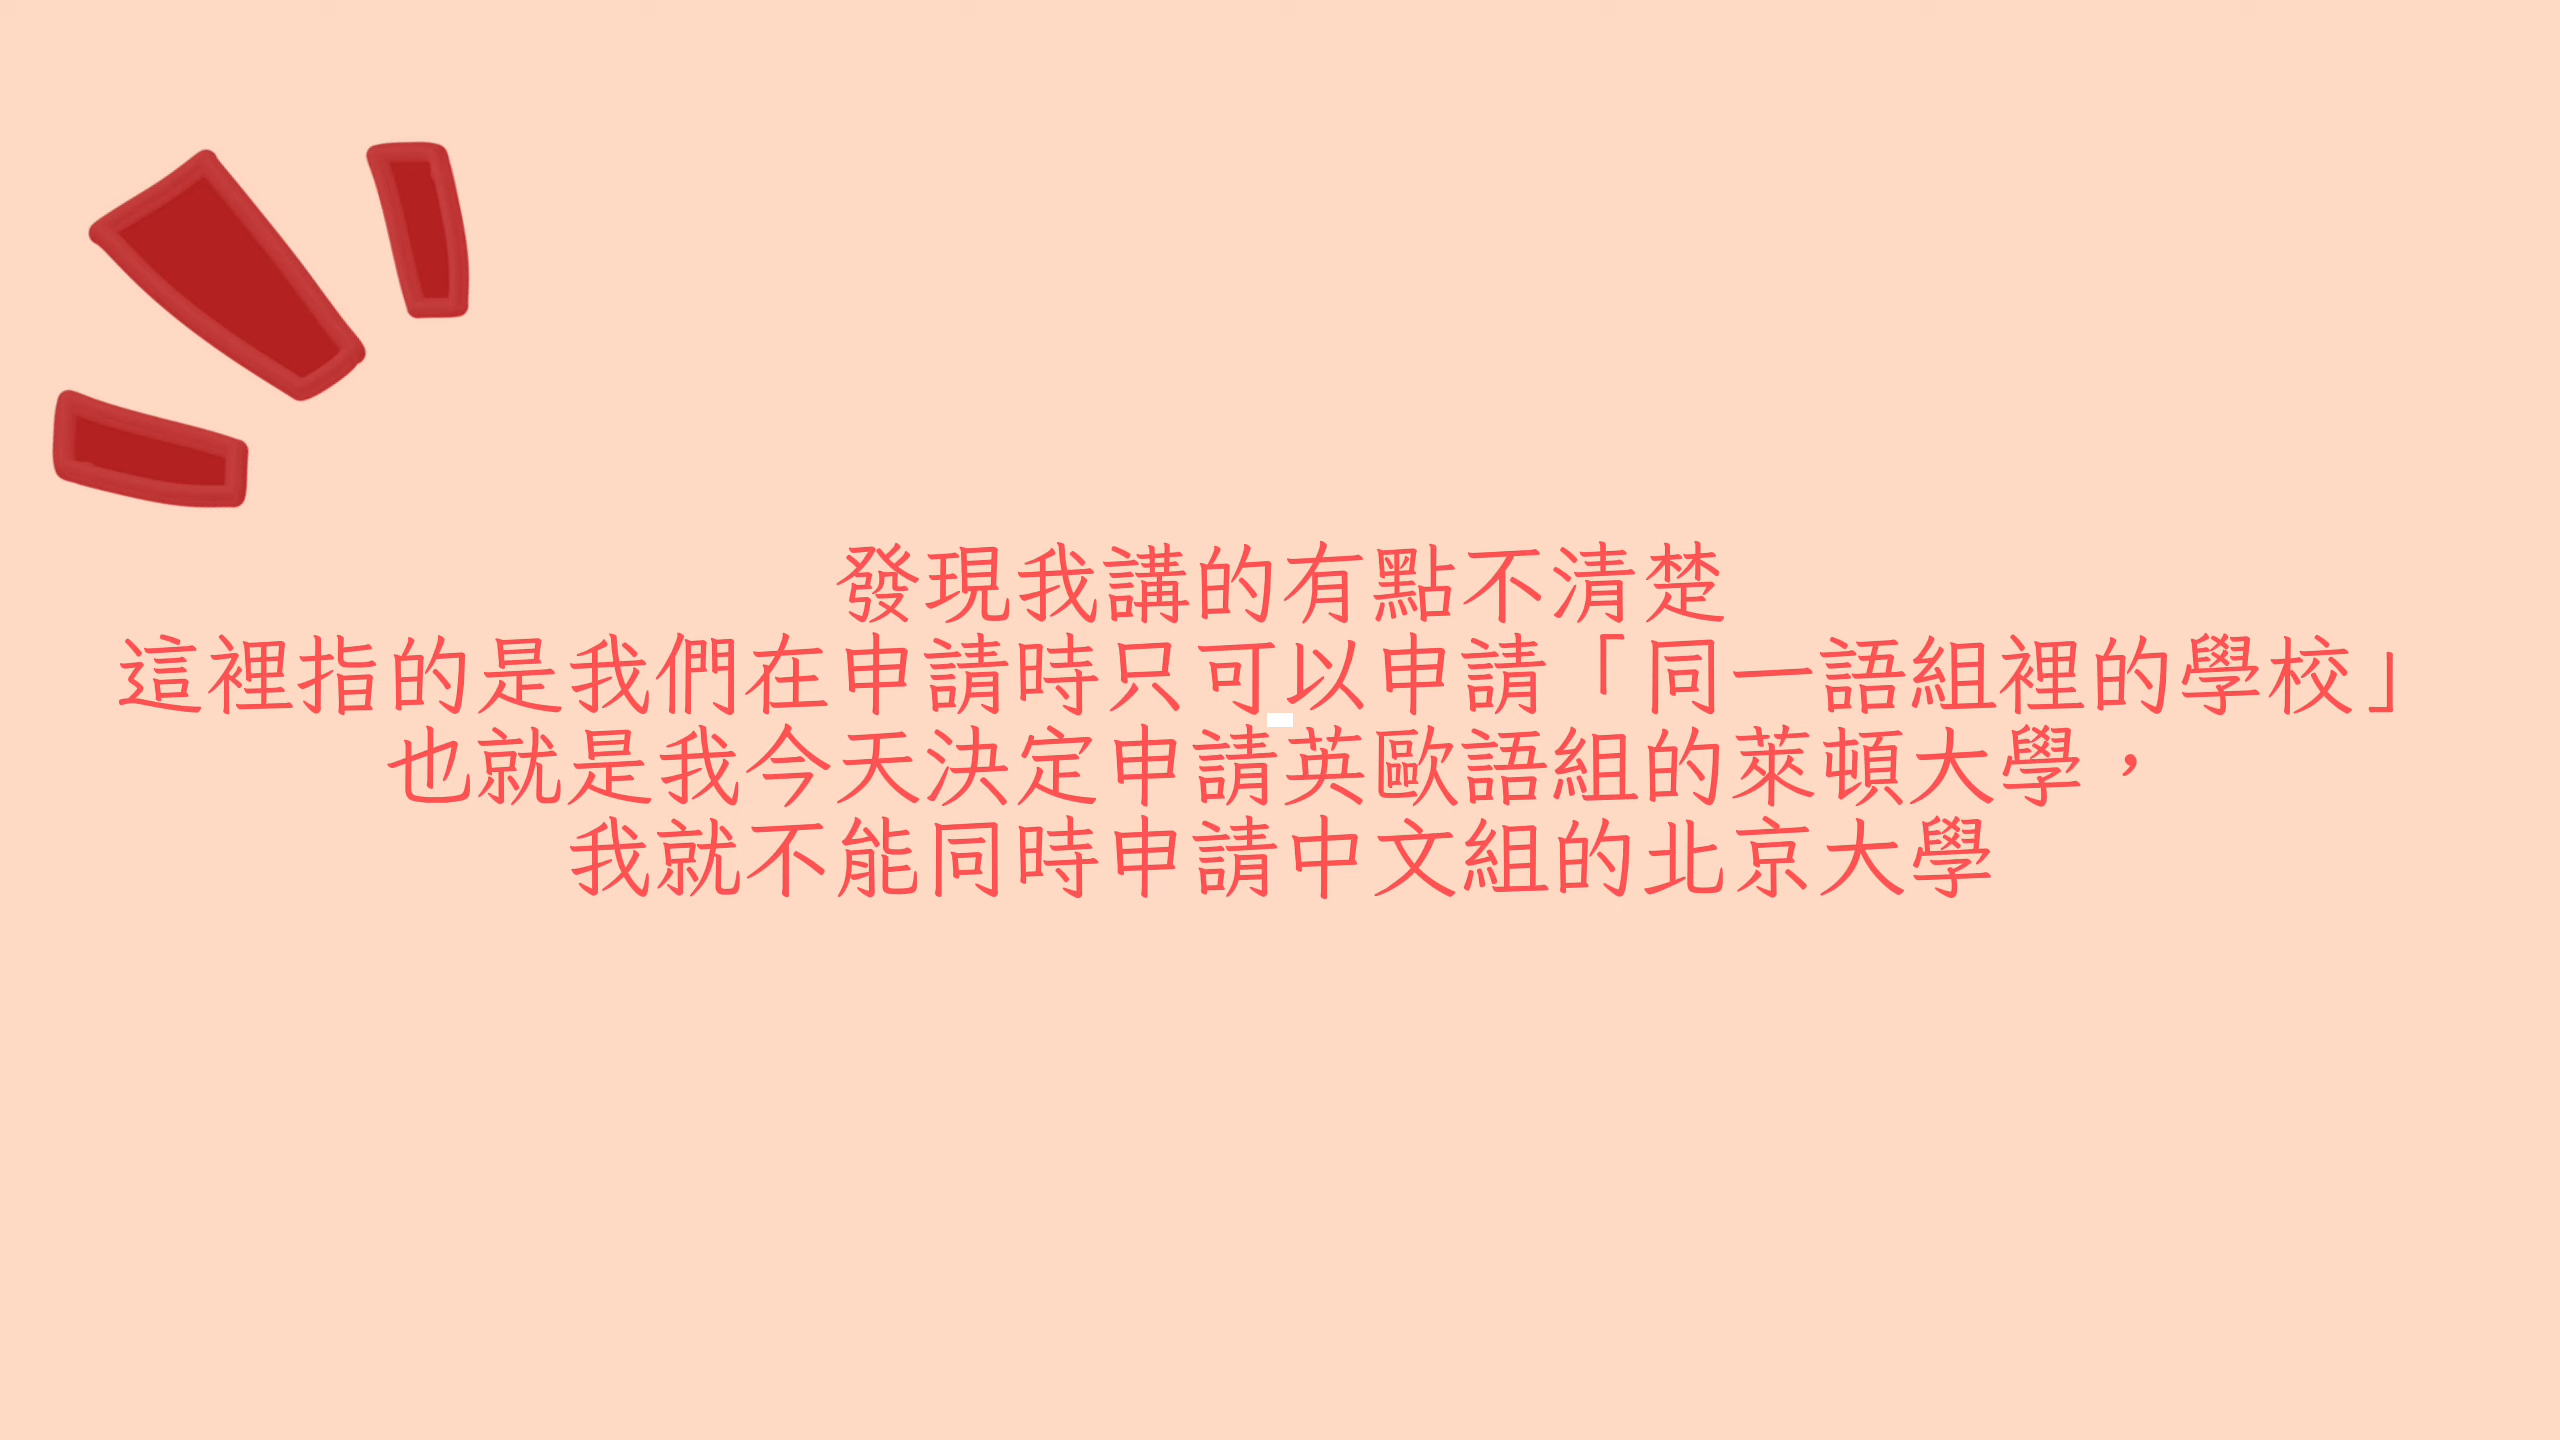 發現我講的有點不清楚
這裡指的是我們在申請時只可以申請「同一語組裡的學校」
也就是我今天決定申請英歐語組的萊頓大學，
我就不能同時申請中文組的北京大學